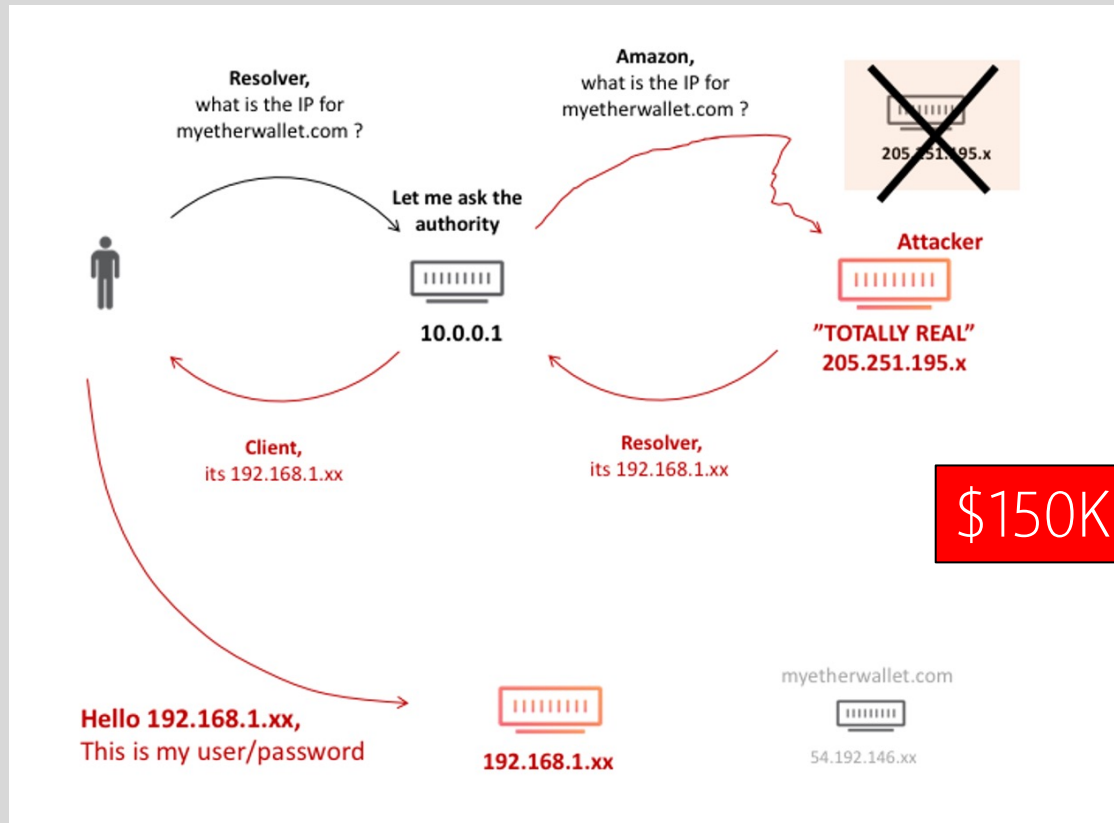 Resolver,
what is the IP for
myetherwallet.com ?
Amazon,
what is the IP for
myetherwallet.com ?
205.251.195.x
Let me ask the
authority
10.0.0.1
Attacker
”TOTALLY REAL”
205.251.195.x
Client,
its 192.168.1.xx
Resolver,
its 192.168.1.xx
$150K
Hello 192.168.1.xx,
This is my user/password
192.168.1.xx
myetherwallet.com
54.192.146.xx